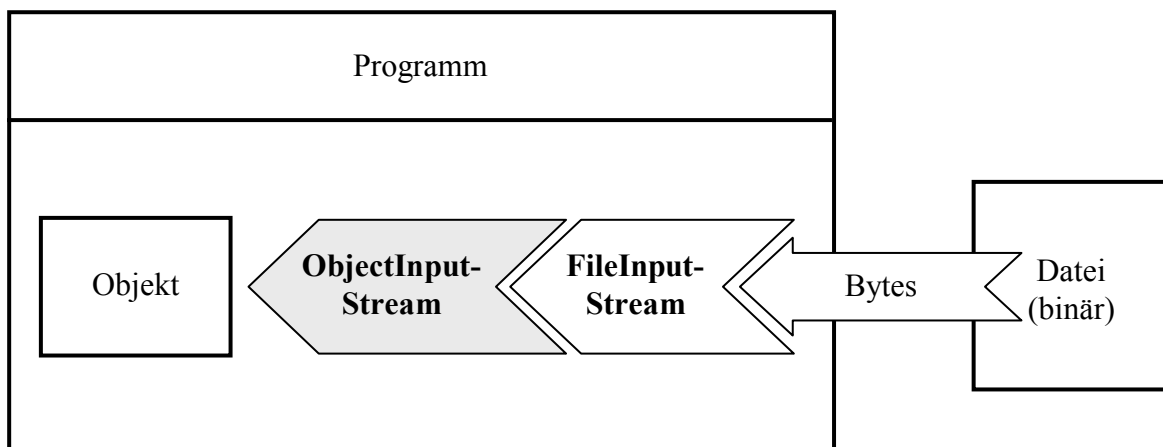 Programm
Objekt
ObjectInput-
Stream
FileInput-
Stream
Bytes
Datei
(binär)